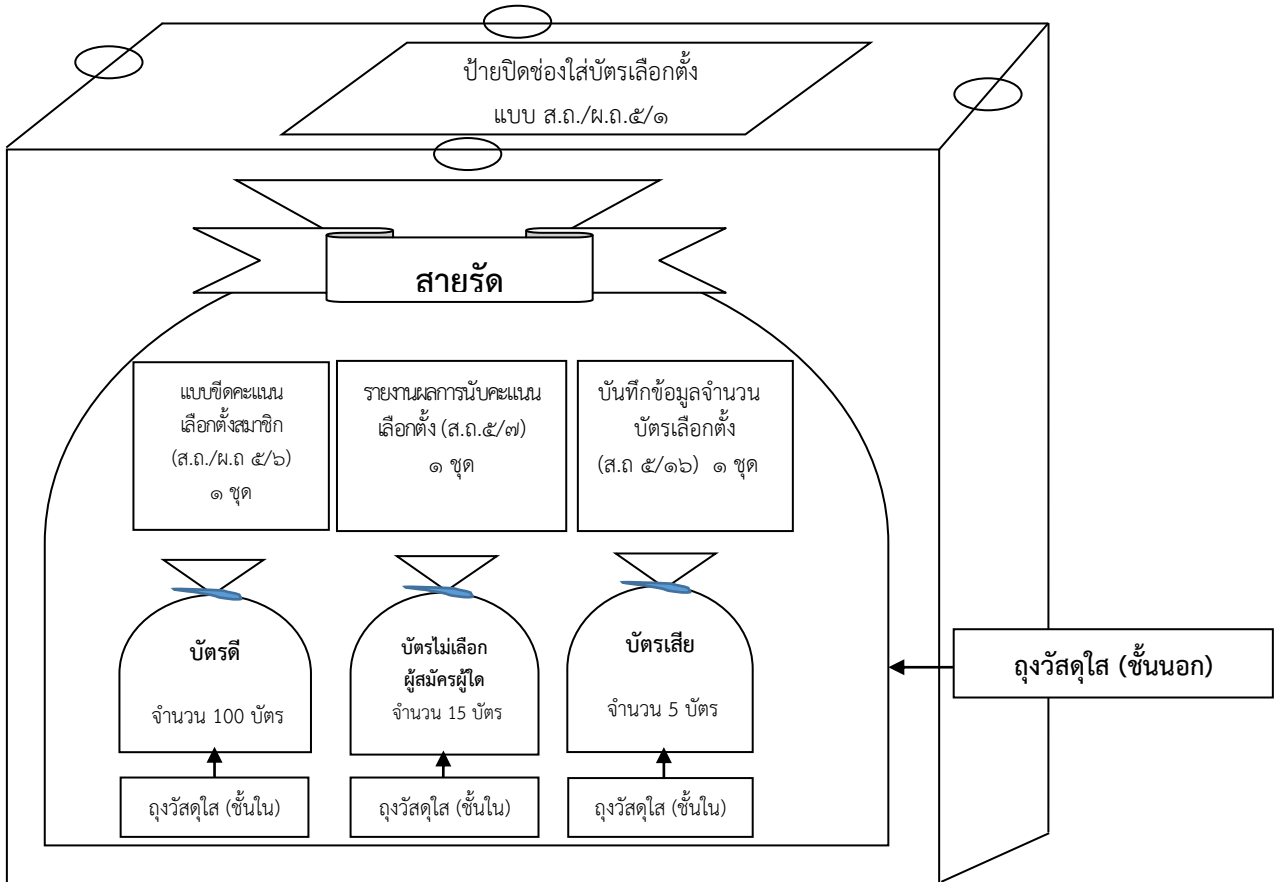 ป้ายปิดช่องใส่บัตรเลือกตั้ง
แบบ ส.ถ./ผ.ถ.๕/๑
สายรัด
แบบขีดคะแนน
เลือกตั้งสมาชิก
(ส.ถ./ผ.ถ ๕/๖)
๑ ชุด
รายงานผลการนับคะแนน
เลือกตั้ง (ส.ถ.๕/๗)
๑ ชุด
บันทึกข้อมูลจำนวน
บัตรเลือกตั้ง
(ส.ถ ๕/๑๖) ๑ ชุด
บัตรดี
จำนวน 100 บัตร
บัตรไม่เลือก
ผู้สมัครผู้ใด
จำนวน 15 บัตร
บัตรเสีย
จำนวน 5 บัตร
ถุงวัสดุใส (ชั้นนอก)
ถุงวัสดุใส (ชั้นใน)
ถุงวัสดุใส (ชั้นใน)
ถุงวัสดุใส (ชั้นใน)